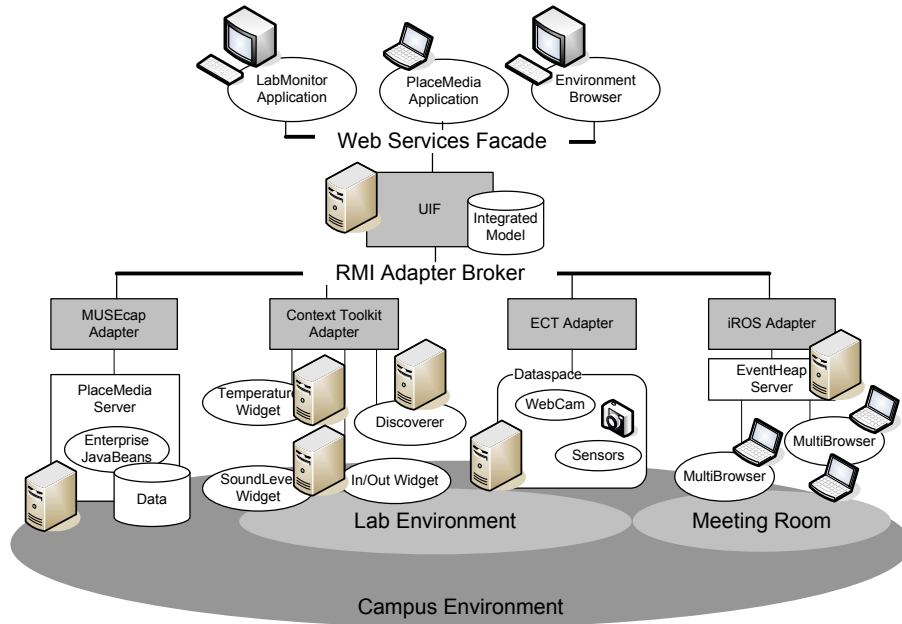 LabMonitor
Application
PlaceMedia
Application
Environment
Browser
Web Services Facade
UIF
Integrated
Model
RMI Adapter Broker
MUSEcap
Adapter
Context Toolkit
Adapter
ECT Adapter
iROS Adapter
PlaceMedia
Server
Enterprise
JavaBeans
Data
Temperature
Widget
Discoverer
SoundLevel
Widget
In/Out Widget
Dataspace
WebCam
Sensors
EventHeap
Server
MultiBrowser
MultiBrowser
Lab Environment
Meeting Room
Campus Environment